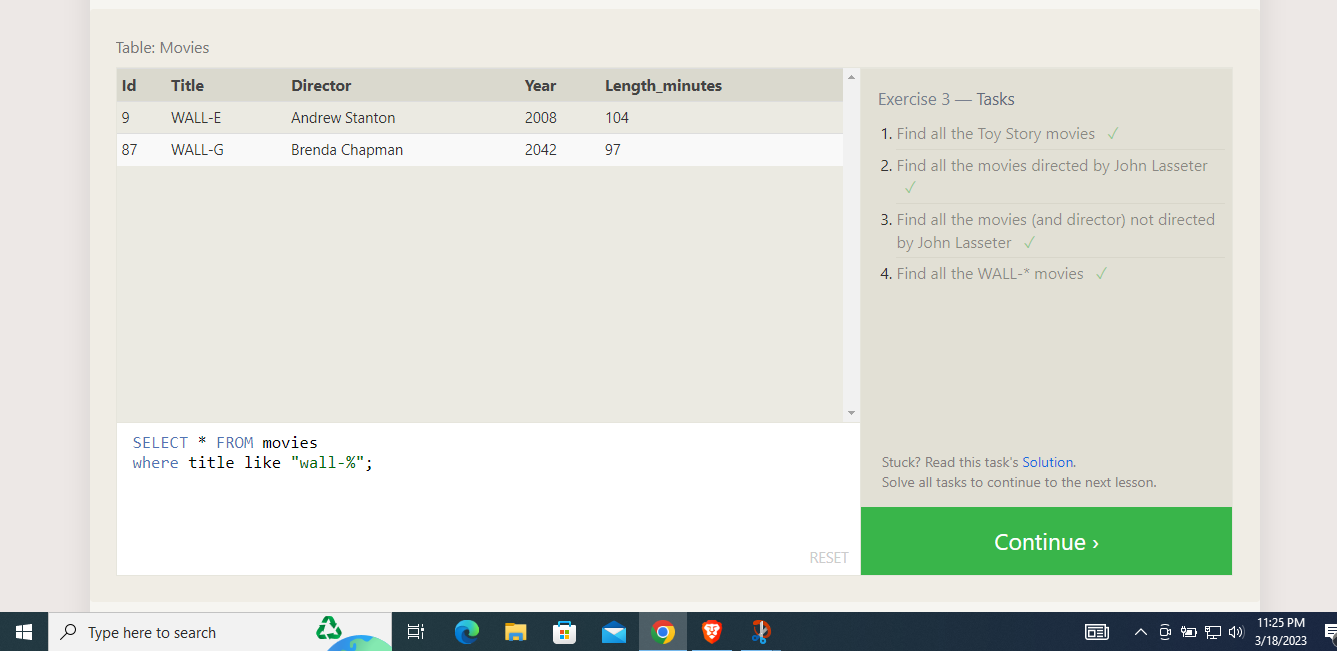 Table: Movies
Id Title Director Year Length_minutes
9 WALL-E Andrew Stanton 2008 104
87 WALL-G Brenda Chapman 2042 97
SELECT * FROM movies
where title like "wall-%";
RESET
Exercise 3 — Tasks
1. Find all the Toy Story movies ✓
2. Find all the movies directed by John Lasseter
✓
3. Find all the movies (and director) not directed
by John Lasseter ✓
4. Find all the WALL-* movies ✓
Stuck? Read this task's Solution.
Solve all tasks to continue to the next lesson.
Continue ›
Type here to search
11:25 PM
3/18/2023